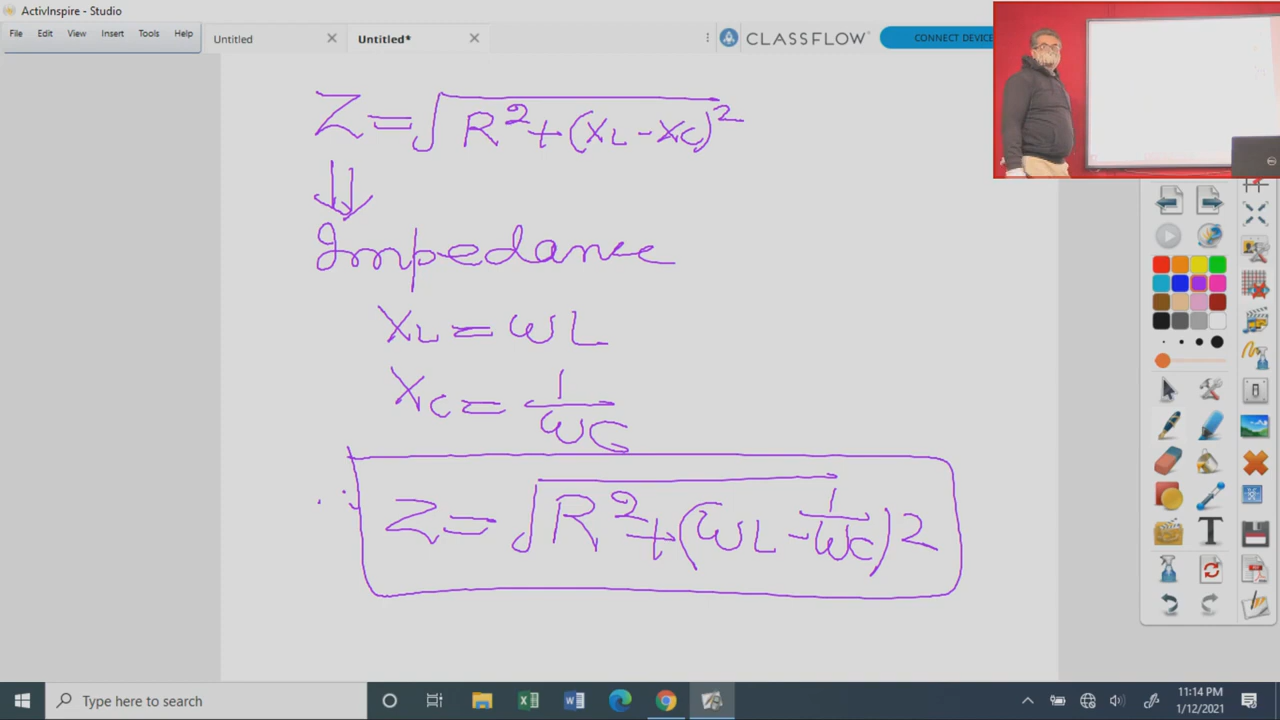 ActivInspire - Studio
File Edit View Insert Tools Help
Untitled
Untitled*
CLASSFLOW
CONNECT DEVICE
Z=√R²+(XL-XC)²
⇓
Impedance
XL=ωL
XC=1/ωC
∴ Z=√R²+(ωL-1/ωC)2
Type here to search
11:14 PM
1/12/2021